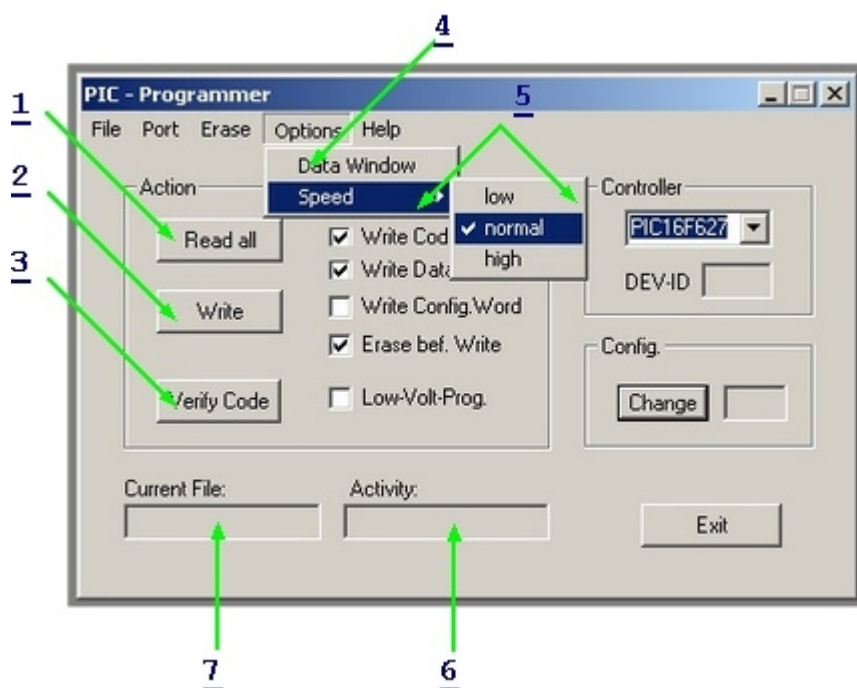 4
PIC - Programmer
5
1
File Port Erase Options Help
Data Window
2
Action
Speed
low
Controller
Read all
Write Cod
normal
PIC16F627
3
Write Data
high
DEV-ID
Write
Write Config.Word
Erase bef. Write
Config.
Verify Code
Low-Volt-Prog.
Change
Current File:
Activity:
Exit
7
6